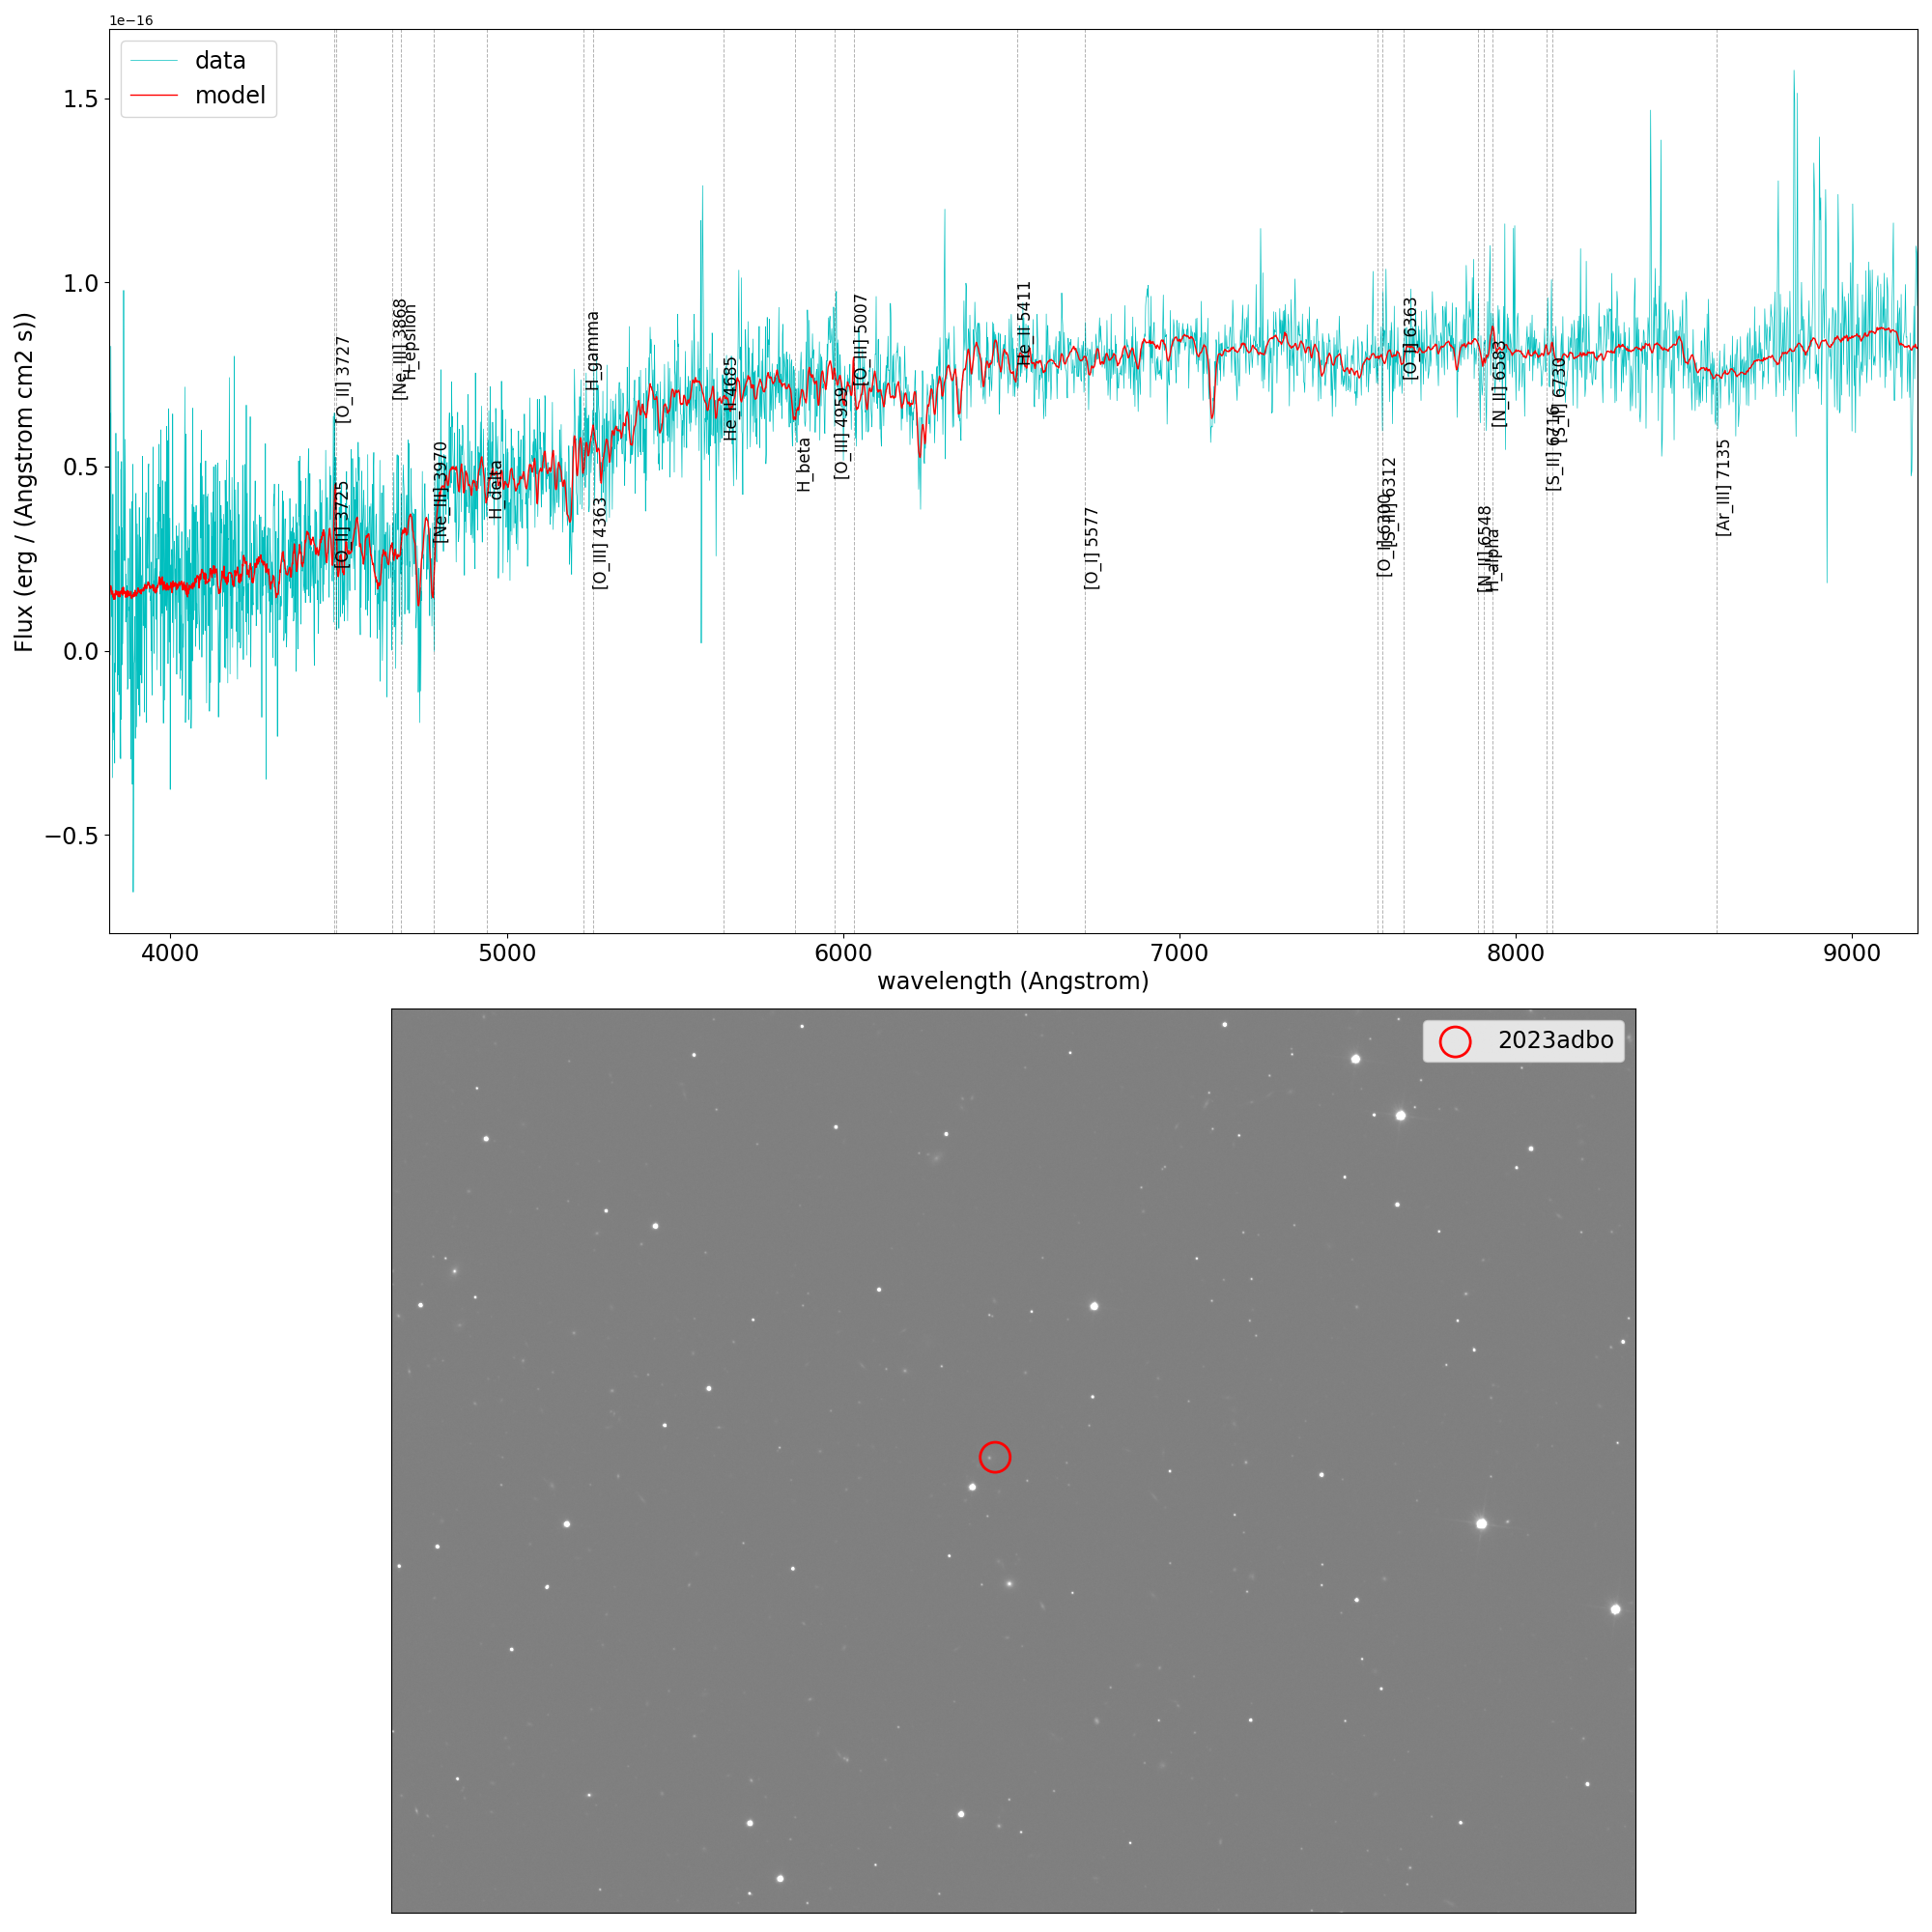 1e−16
data
model
1.5
1.0
0.5
0.0
−0.5
Flux (erg / (Angstrom cm2 s))
[O_II] 3725
[O_II] 3727
[Ne_III] 3868
H_epsilon
[Ne_III] 3970
H_delta
H_gamma
[O_III] 4363
He_II 4685
H_beta
[O_III] 4959
[O_III] 5007
He_II 5411
[O_I] 5577
[O_I] 6300
[S_III] 6312
[O_I] 6363
[N_II] 6548
H_alpha
[N_II] 6583
[S_II] 6716
[S_II] 6730
[Ar_III] 7135
4000 5000 6000 7000 8000 9000
wavelength (Angstrom)
2023adbo